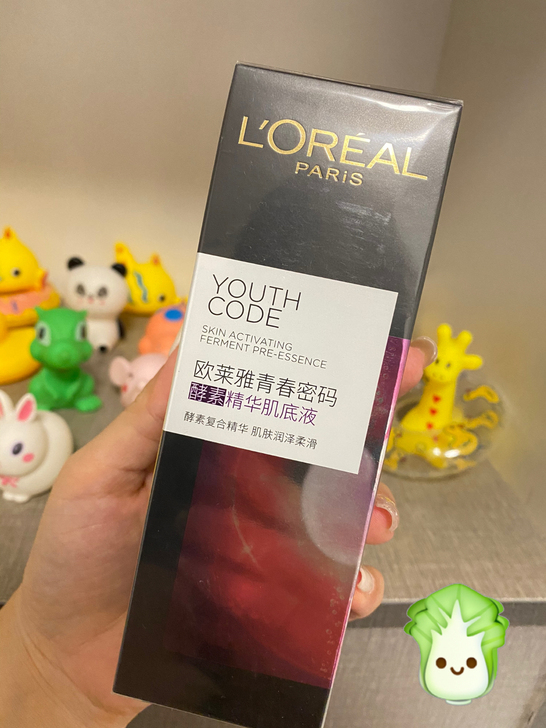 L'ORÉAL
PARiS
YOUTH
CODE
SKIN ACTIVATING
FERMENT PRE-ESSENCE
欧莱雅青春密码
酵素精华肌底液
酵素复合精华 肌肤润泽柔滑